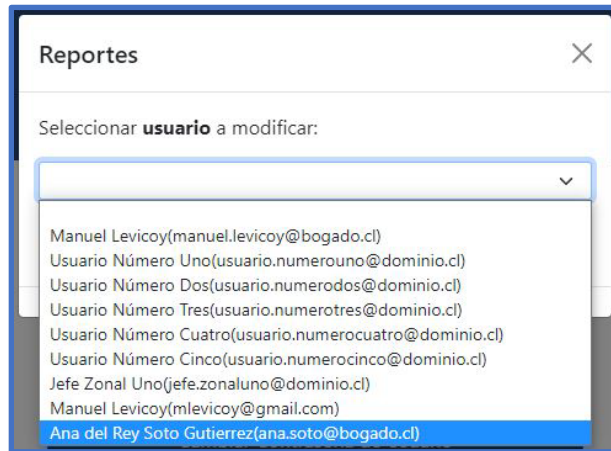 Reportes
Seleccionar usuario a modificar:
Manuel Levicoy(manuel.levicoy@bogado.cl)
Usuario Número Uno(usuario.numerouno@dominio.cl)
Usuario Número Dos(usuario.numerodos@dominio.cl)
Usuario Número Tres(usuario.numerotres@dominio.cl)
Usuario Número Cuatro(usuario.numerocuatro@dominio.cl)
Usuario Número Cinco(usuario.numerocinco@dominio.cl)
Jefe Zonal Uno(jefe.zonaluno@dominio.cl)
Manuel Levicoy(mlevicoy@gmail.com)
Ana del Rey Soto Gutierrez(ana.soto@bogado.cl)